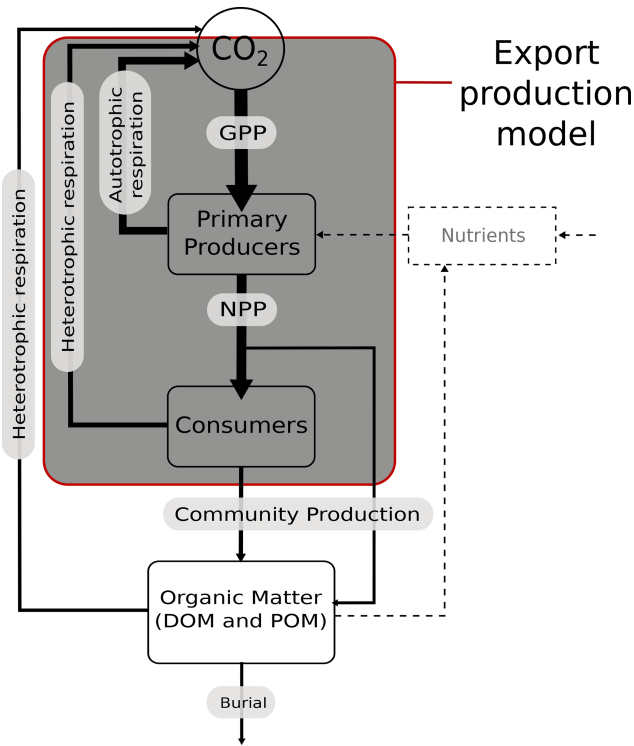 CO2
Export
production
model
GPP
Autotrophic
respiration
Heterotrophic respiration
Heterotrophic respiration
Primary
Producers
Nutrients
NPP
Consumers
Community Production
Organic Matter
(DOM and POM)
Burial